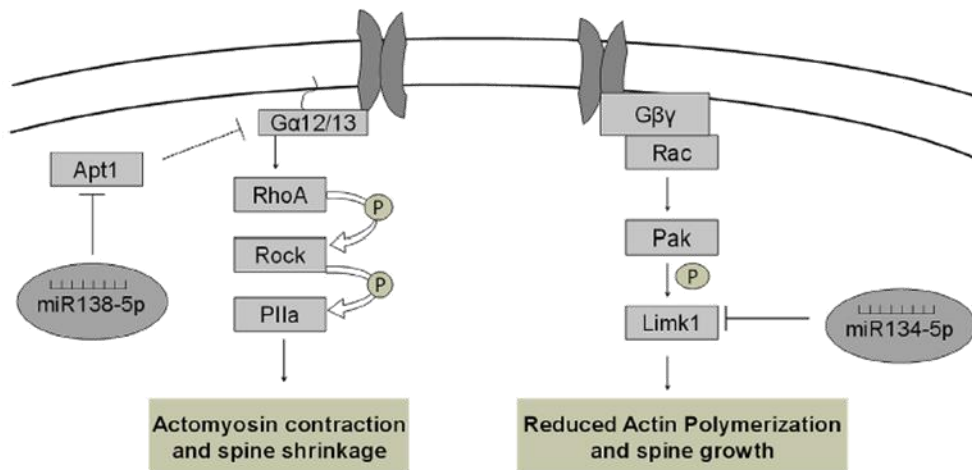 Gα12/13
Apt1
RhoA
P
Rock
P
PIIa
miR138-5p
Actomyosin contraction
and spine shrinkage
Gβγ
Rac
Pak
P
Limk1
miR134-5p
Reduced Actin Polymerization
and spine growth